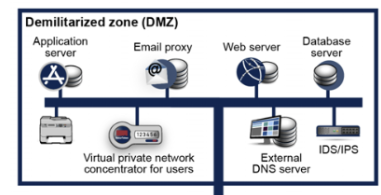 Demilitarized zone (DMZ)
Application
server
Email proxy
Web server
Database
server
@
Virtual private network
concentrator for users
External
DNS server
IDS/IPS